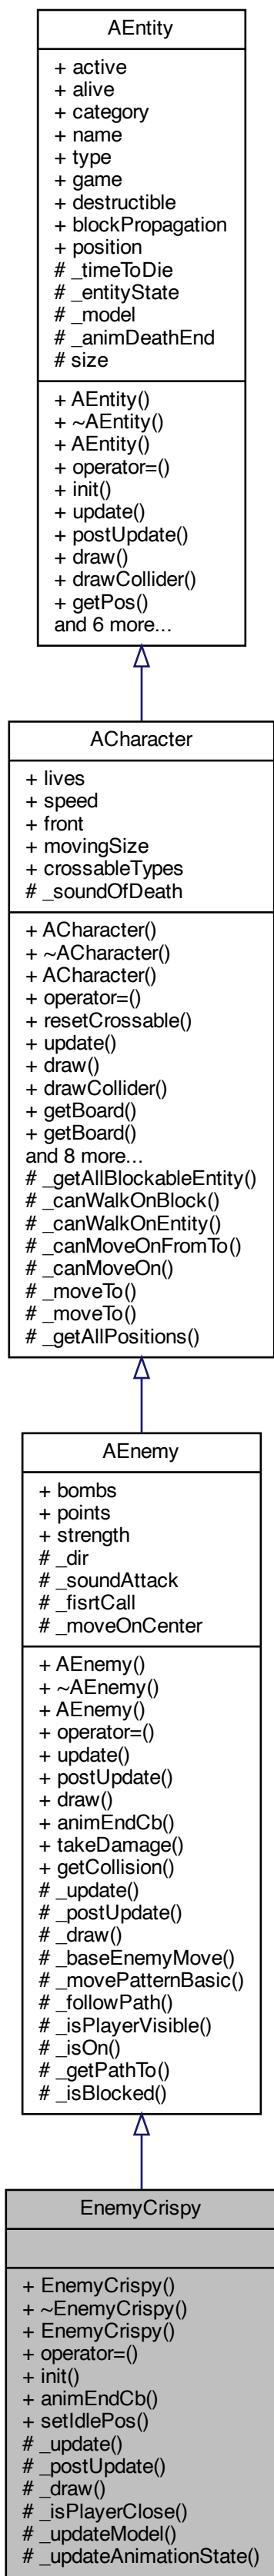 AEntity
+ active
+ alive
+ category
+ name
+ type
+ game
+ destructible
+ blockPropagation
+ position
# _timeToDie
# _entityState
# _model
# _animDeathEnd
# size
+ AEntity()
+ ~AEntity()
+ AEntity()
+ operator=()
+ init()
+ update()
+ postUpdate()
+ draw()
+ drawCollider()
+ getPos()
and 6 more...
ACharacter
+ lives
+ speed
+ front
+ movingSize
+ crossableTypes
# _soundOfDeath
+ ACharacter()
+ ~ACharacter()
+ ACharacter()
+ operator=()
+ resetCrossable()
+ update()
+ draw()
+ drawCollider()
+ getBoard()
+ getBoard()
and 8 more...
# _getAllBlockableEntity()
# _canWalkOnBlock()
# _canWalkOnEntity()
# _canMoveOnFromTo()
# _canMoveOn()
# _moveTo()
# _moveTo()
# _getAllPositions()
AEnemy
+ bombs
+ points
+ strength
# _dir
# _soundAttack
# _fisrtCall
# _moveOnCenter
+ AEnemy()
+ ~AEnemy()
+ AEnemy()
+ operator=()
+ update()
+ postUpdate()
+ draw()
+ animEndCb()
+ takeDamage()
+ getCollision()
# _update()
# _postUpdate()
# _draw()
# _baseEnemyMove()
# _movePatternBasic()
# _followPath()
# _isPlayerVisible()
# _isOn()
# _getPathTo()
# _isBlocked()
EnemyCrispy
+ EnemyCrispy()
+ ~EnemyCrispy()
+ EnemyCrispy()
+ operator=()
+ init()
+ animEndCb()
+ setIdlePos()
# _update()
# _postUpdate()
# _draw()
# _isPlayerClose()
# _updateModel()
# _updateAnimationState()